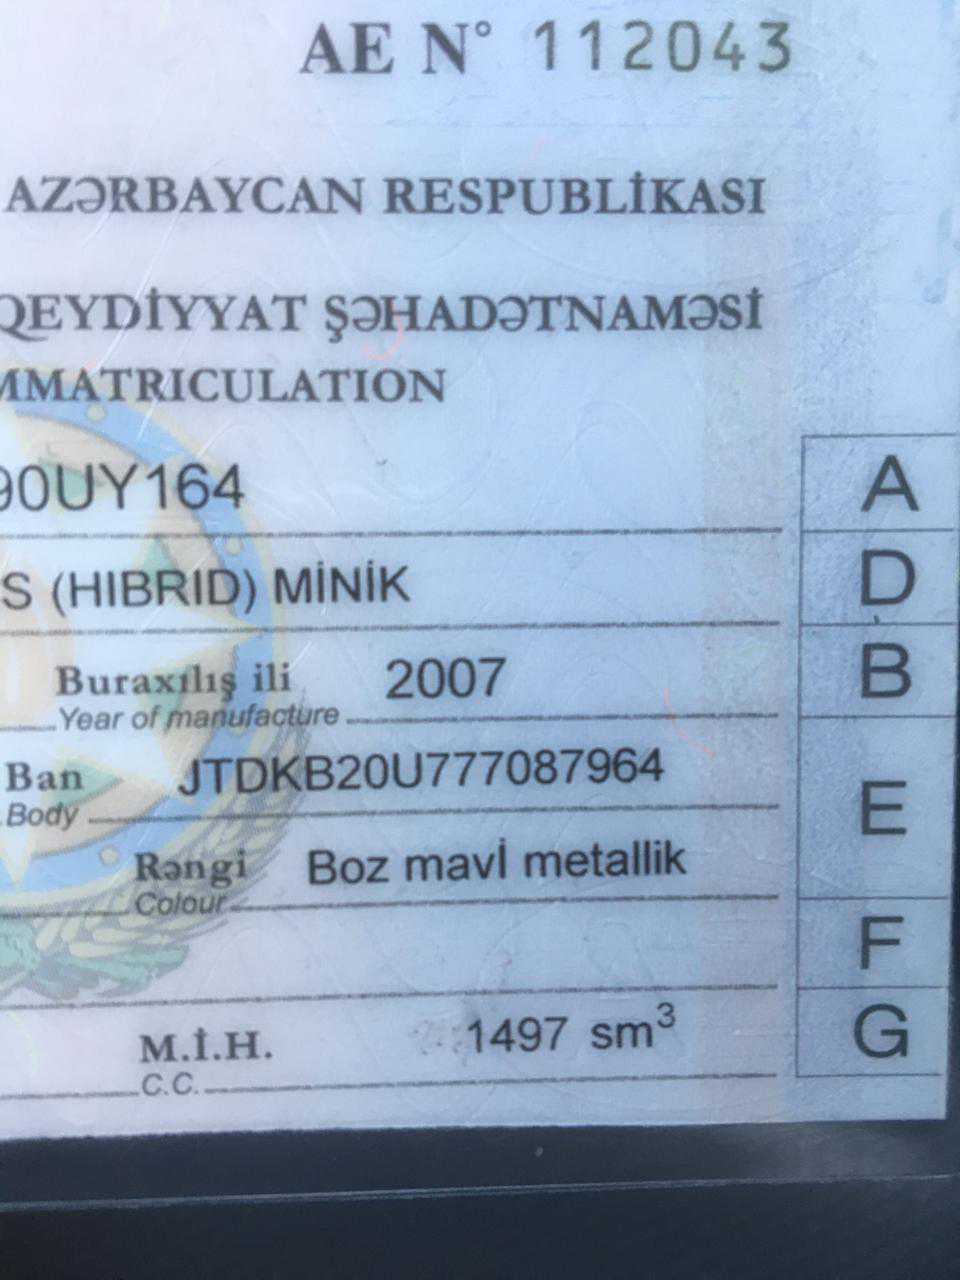 AE N° 112043
AZƏRBAYCAN RESPUBLİKASI
QEYDİYYAT ŞƏHADƏTNAMƏSİ
MMATRICULATION
90UY164 A
S (HIBRID) MİNİK D
Buraxılış ili 2007 B
Year of manufacture
Ban JTDKB20U777087964
Body E
Rəngi Boz mavİ metallik
Colour
F
M.İ.H. 1497 sm³ G
C.C.